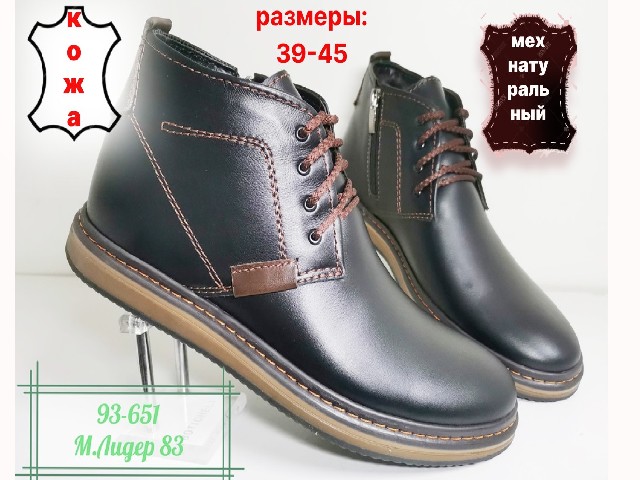 к
о
ж
а
размеры:
39-45
мех
нату
раль
ный
93-651
М.Лидер 83